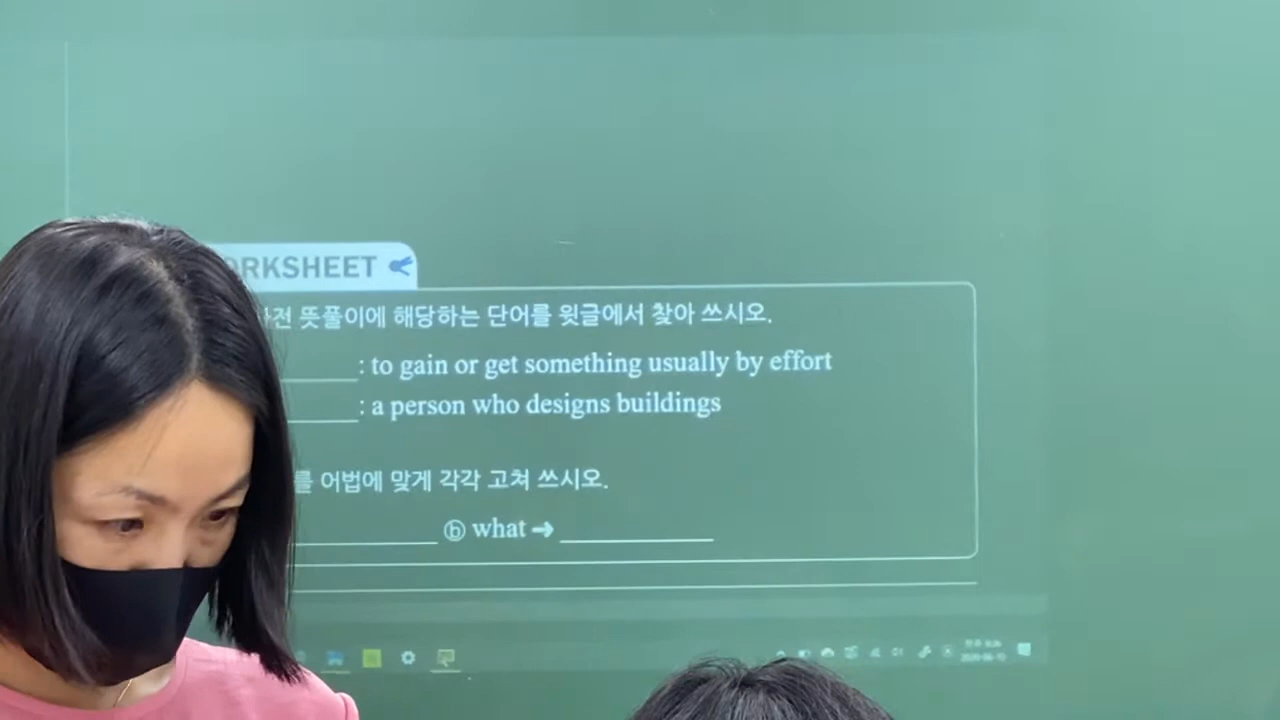 WORKSHEET
사전 뜻풀이에 해당하는 단어를 윗글에서 찾아 쓰시오.
: to gain or get something usually by effort
: a person who designs buildings
를 어법에 맞게 각각 고쳐 쓰시오.
ⓑ what ➜